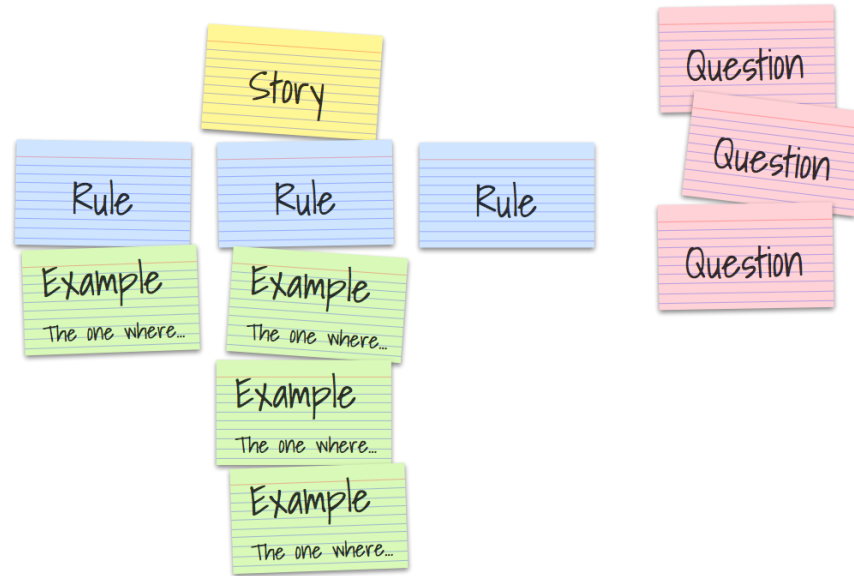 Story
Rule
Rule
Rule
Example
The one where...
Example
The one where...
Example
The one where...
Example
The one where...
Question
Question
Question